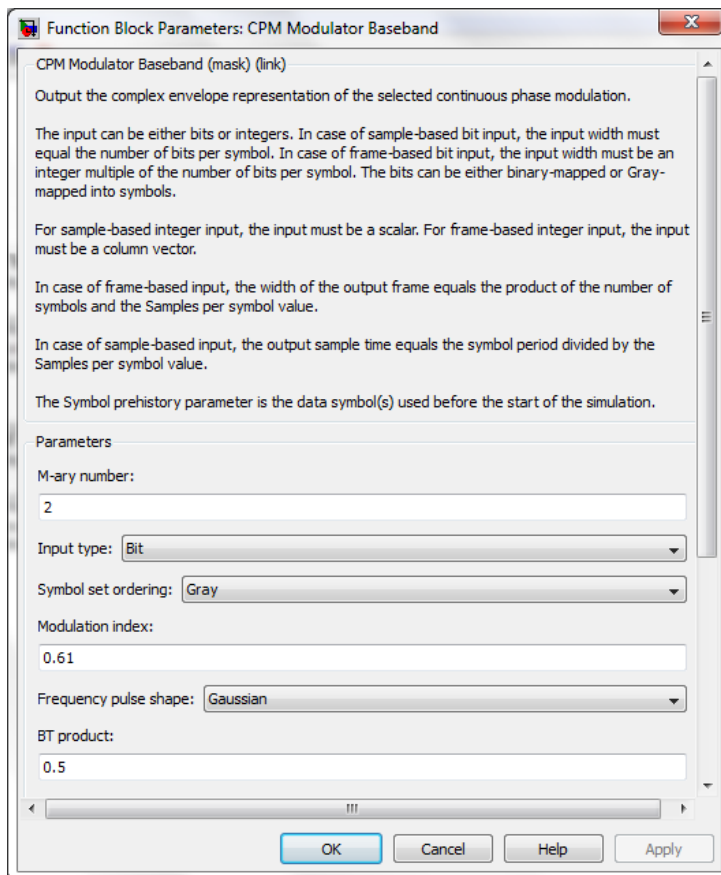 Function Block Parameters: CPM Modulator Baseband
CPM Modulator Baseband (mask) (link)
Output the complex envelope representation of the selected continuous phase modulation.
The input can be either bits or integers. In case of sample-based bit input, the input width must
equal the number of bits per symbol. In case of frame-based bit input, the input width must be an
integer multiple of the number of bits per symbol. The bits can be either binary-mapped or Gray-
mapped into symbols.
For sample-based integer input, the input must be a scalar. For frame-based integer input, the input
must be a column vector.
In case of frame-based input, the width of the output frame equals the product of the number of
symbols and the Samples per symbol value.
In case of sample-based input, the output sample time equals the symbol period divided by the
Samples per symbol value.
The Symbol prehistory parameter is the data symbol(s) used before the start of the simulation.
Parameters
M-ary number:
2
Input type: Bit
Symbol set ordering: Gray
Modulation index:
0.61
Frequency pulse shape: Gaussian
BT product:
0.5
OK Cancel Help Apply